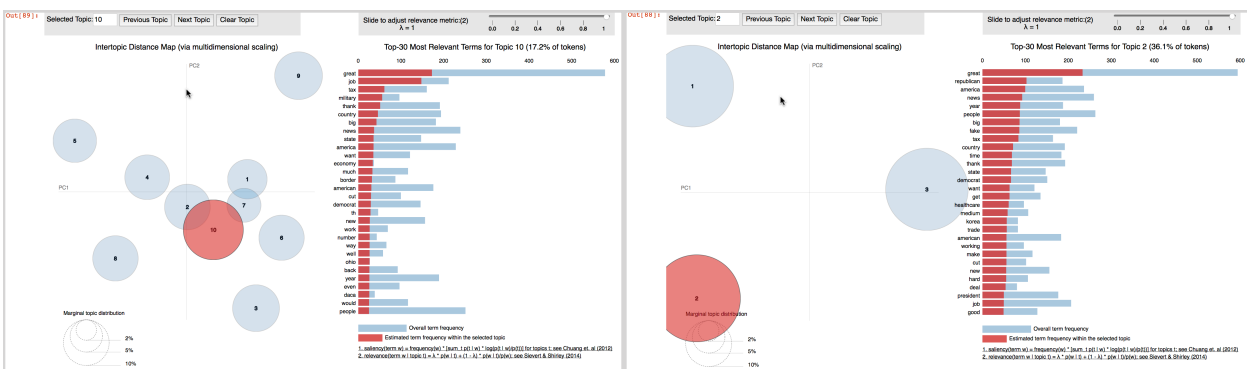 Out[89]:
Selected Topic: 10 Previous Topic Next Topic Clear Topic
Slide to adjust relevance metric:(2)
λ = 1
0 0.2 0.4 0.6 0.8 1
Intertopic Distance Map (via multidimensional scaling)
PC2
PC1
9
5
4
1
2
7
10
6
8
3
Marginal topic distribution
2%
5%
10%
Top-30 Most Relevant Terms for Topic 10 (17.2% of tokens)
0 100 200 300 400 500 600
great
job
tax
military
thank
country
big
news
state
america
want
economy
much
border
american
cut
democrat
th
new
work
number
way
well
ohio
back
year
even
daca
would
people
Overall term frequency
Estimated term frequency within the selected topic
1. saliency(term w) = frequency(w) * [sum_t p(t | w) * log(p(t | w)/p(t))] for topics t; see Chuang et. al (2012)
2. relevance(term w | topic t) = λ * p(w | t) + (1 - λ) * p(w | t)/p(w); see Sievert & Shirley (2014)
Out[88]:
Selected Topic: 2 Previous Topic Next Topic Clear Topic
Slide to adjust relevance metric:(2)
λ = 1
0 0.2 0.4 0.6 0.8 1
Intertopic Distance Map (via multidimensional scaling)
PC2
PC1
1
3
2
Marginal topic distribution
2%
5%
10%
Top-30 Most Relevant Terms for Topic 2 (36.1% of tokens)
0 100 200 300 400 500 600
great
republican
america
news
year
people
big
fake
tax
country
time
thank
state
democrat
want
get
healthcare
medium
korea
trade
american
working
make
cut
new
hard
deal
president
job
good
Overall term frequency
Estimated term frequency within the selected topic
1. saliency(term w) = frequency(w) * [sum_t p(t | w) * log(p(t | w)/p(t))] for topics t; see Chuang et. al (2012)
2. relevance(term w | topic t) = λ * p(w | t) + (1 - λ) * p(w | t)/p(w); see Sievert & Shirley (2014)